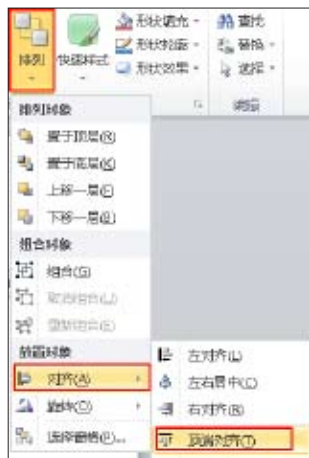 形状填充
查找
形状轮廓
替换
排列
快速样式
形状效果
选择
编辑
排列对象
置于顶层(R)
置于底层(K)
上移一层(F)
下移一层(B)
组合对象
组合(G)
取消组合(U)
重新组合(E)
放置对象
左对齐(L)
对齐(A)
左右居中(C)
旋转(O)
右对齐(R)
选择窗格(P)...
顶端对齐(T)